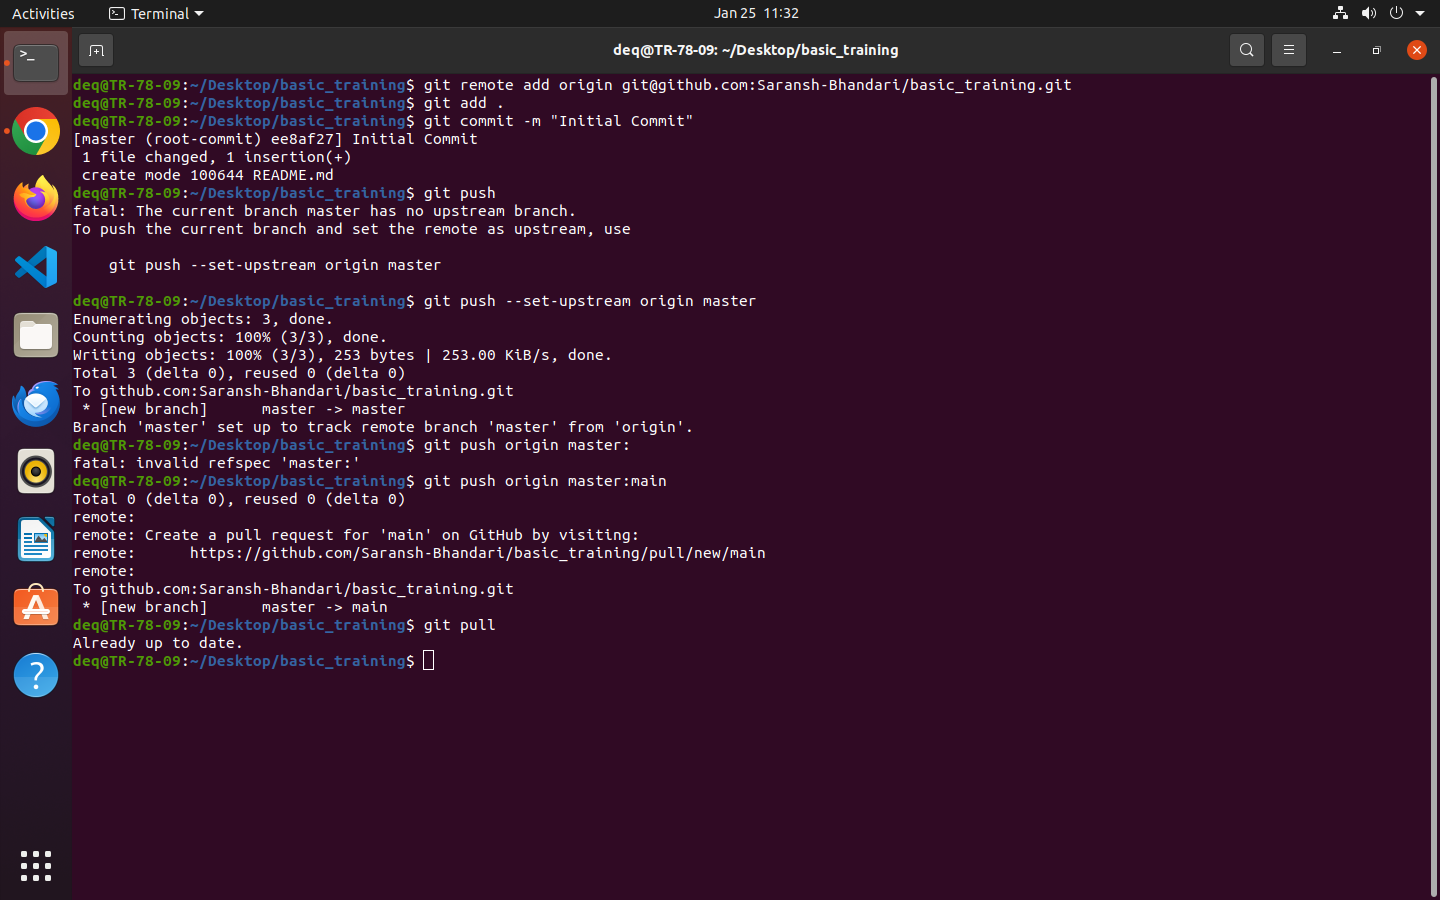 Activities Terminal Jan 25 11:32
deq@TR-78-09: ~/Desktop/basic_training
deq@TR-78-09:~/Desktop/basic_training$ git remote add origin git@github.com:Saransh-Bhandari/basic_training.git
deq@TR-78-09:~/Desktop/basic_training$ git add .
deq@TR-78-09:~/Desktop/basic_training$ git commit -m "Initial Commit"
[master (root-commit) ee8af27] Initial Commit
 1 file changed, 1 insertion(+)
 create mode 100644 README.md
deq@TR-78-09:~/Desktop/basic_training$ git push
fatal: The current branch master has no upstream branch.
To push the current branch and set the remote as upstream, use
    git push --set-upstream origin master
deq@TR-78-09:~/Desktop/basic_training$ git push --set-upstream origin master
Enumerating objects: 3, done.
Counting objects: 100% (3/3), done.
Writing objects: 100% (3/3), 253 bytes | 253.00 KiB/s, done.
Total 3 (delta 0), reused 0 (delta 0)
To github.com:Saransh-Bhandari/basic_training.git
 * [new branch]      master -> master
Branch 'master' set up to track remote branch 'master' from 'origin'.
deq@TR-78-09:~/Desktop/basic_training$ git push origin master:
fatal: invalid refspec 'master:'
deq@TR-78-09:~/Desktop/basic_training$ git push origin master:main
Total 0 (delta 0), reused 0 (delta 0)
remote:
remote: Create a pull request for 'main' on GitHub by visiting:
remote:      https://github.com/Saransh-Bhandari/basic_training/pull/new/main
remote:
To github.com:Saransh-Bhandari/basic_training.git
 * [new branch]      master -> main
deq@TR-78-09:~/Desktop/basic_training$ git pull
Already up to date.
deq@TR-78-09:~/Desktop/basic_training$